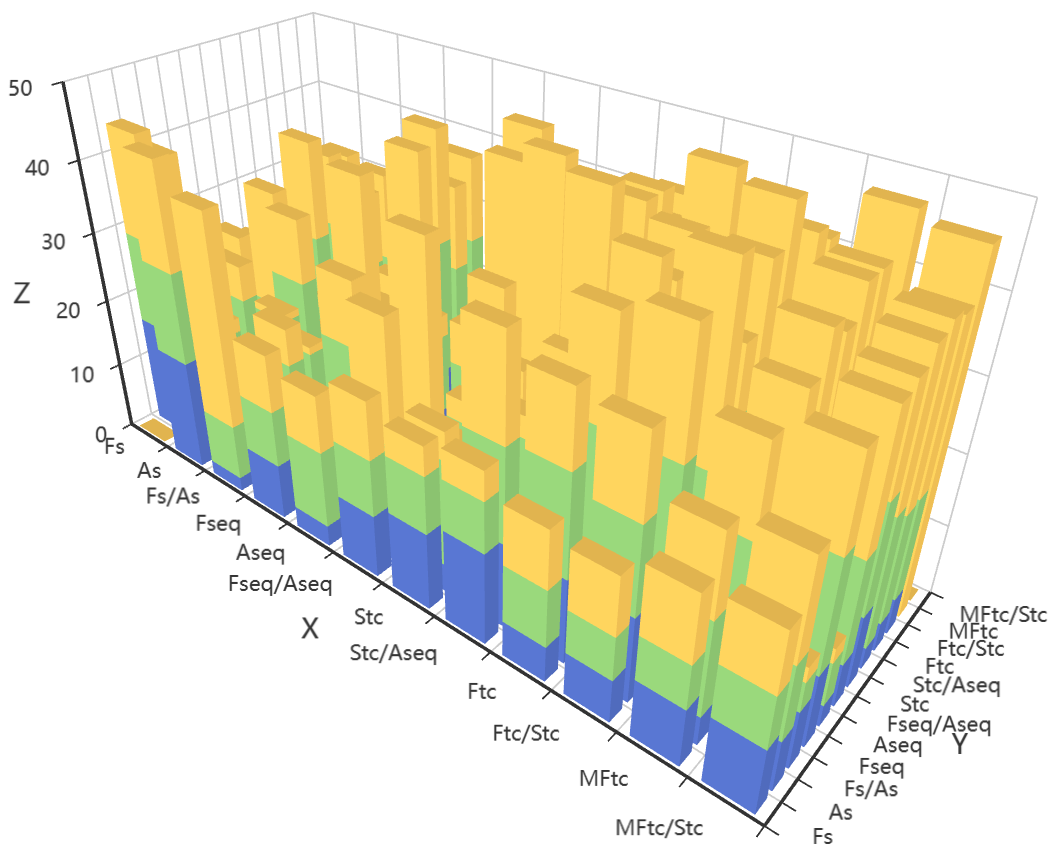 50
40
30
20
10
0
Z
Fs
As
Fs/As
Fseq
Aseq
Fseq/Aseq
Stc
Stc/Aseq
Ftc
Ftc/Stc
MFtc
MFtc/Stc
X
MFtc/Stc
MFtc
Ftc/Stc
Ftc
Stc/Aseq
Stc
Fseq/Aseq
Aseq
Fseq
Fs/As
As
Fs
Y